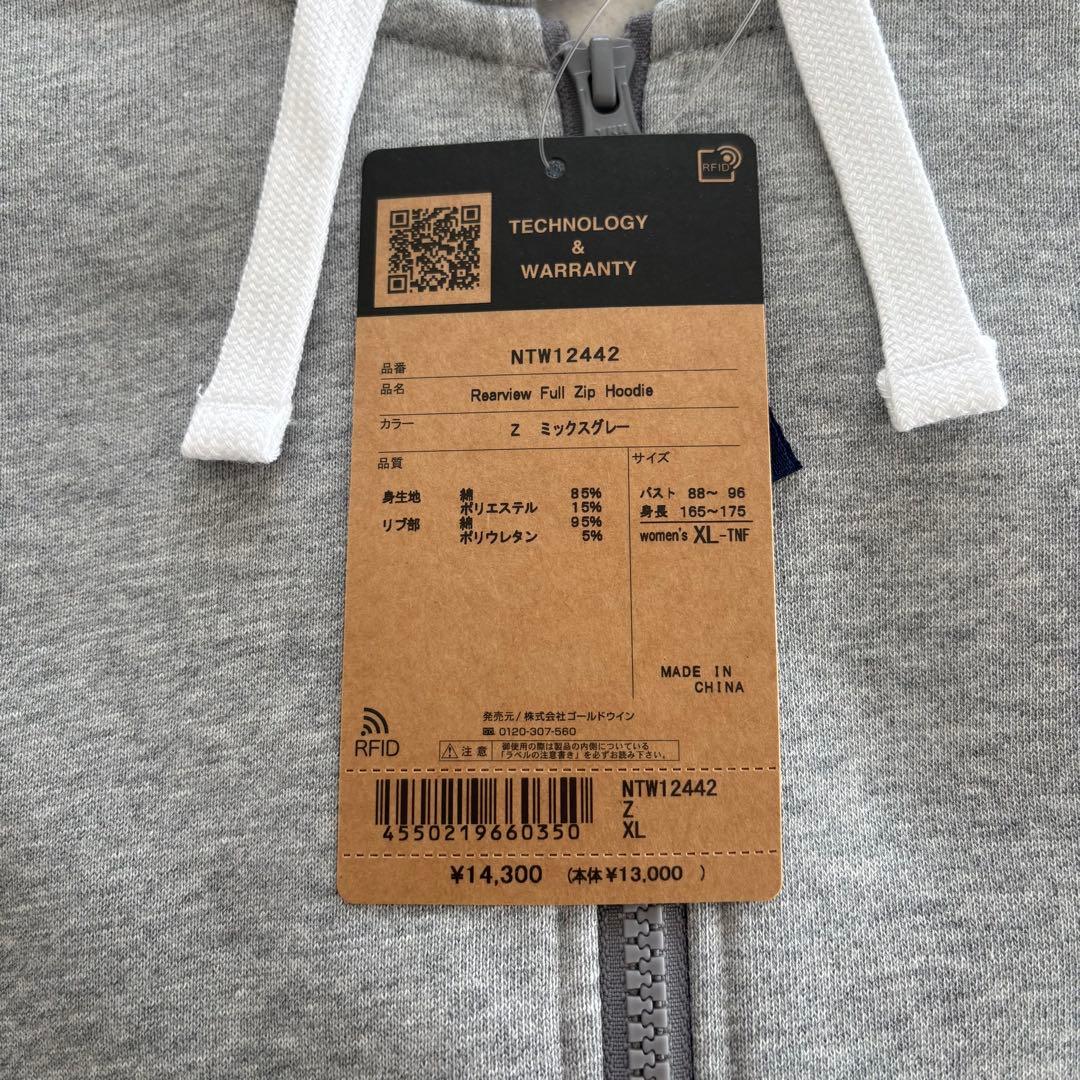 RFID
TECHNOLOGY
&
WARRANTY
品番 NTW12442
品名 Rearview Full Zip Hoodie
カラー Z ミックスグレー
品質
身生地 綿 85%
ポリエステル 15%
リブ部 綿 95%
ポリウレタン 5%
サイズ
バスト 88～ 96
身長 165～175
women's XL-TNF
MADE IN
CHINA
発売元/株式会社ゴールドウイン
0120-307-560
RFID
注意 御使用の際は製品の内側についている
「ラベルの注意書き」を必ずお読み下さい。
4550219660350
NTW12442
Z
XL
¥14,300 (本体¥13,000 )